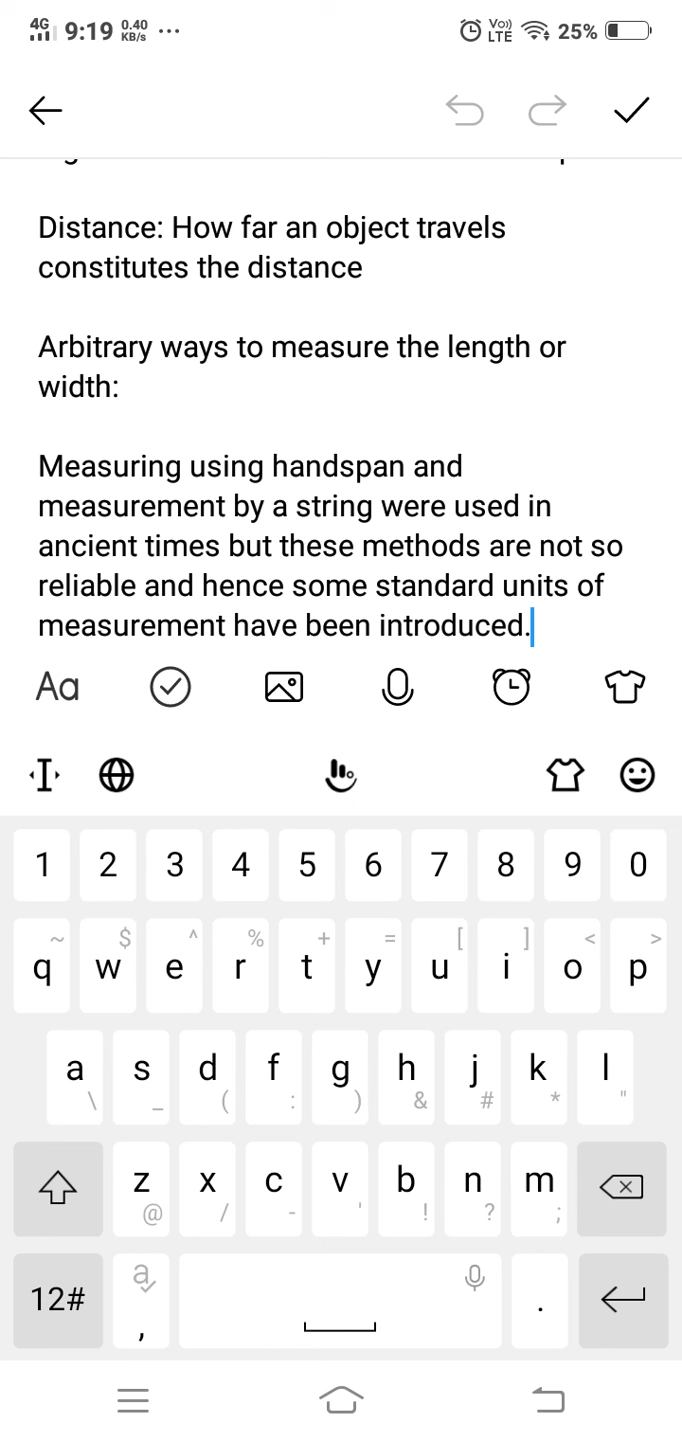 4G 9:19 0.40 KB/s ... Vo)) LTE 25%
Distance: How far an object travels
constitutes the distance
Arbitrary ways to measure the length or
width:
Measuring using handspan and
measurement by a string were used in
ancient times but these methods are not so
reliable and hence some standard units of
measurement have been introduced.
Aa
1 2 3 4 5 6 7 8 9 0
~ $ ^ % + = [ ] < >
q w e r t y u i o p
a s d f g h j k l
\ _ ( : ) & # * "
z x c v b n m
@ / - ' ! ? ;
12# a , .